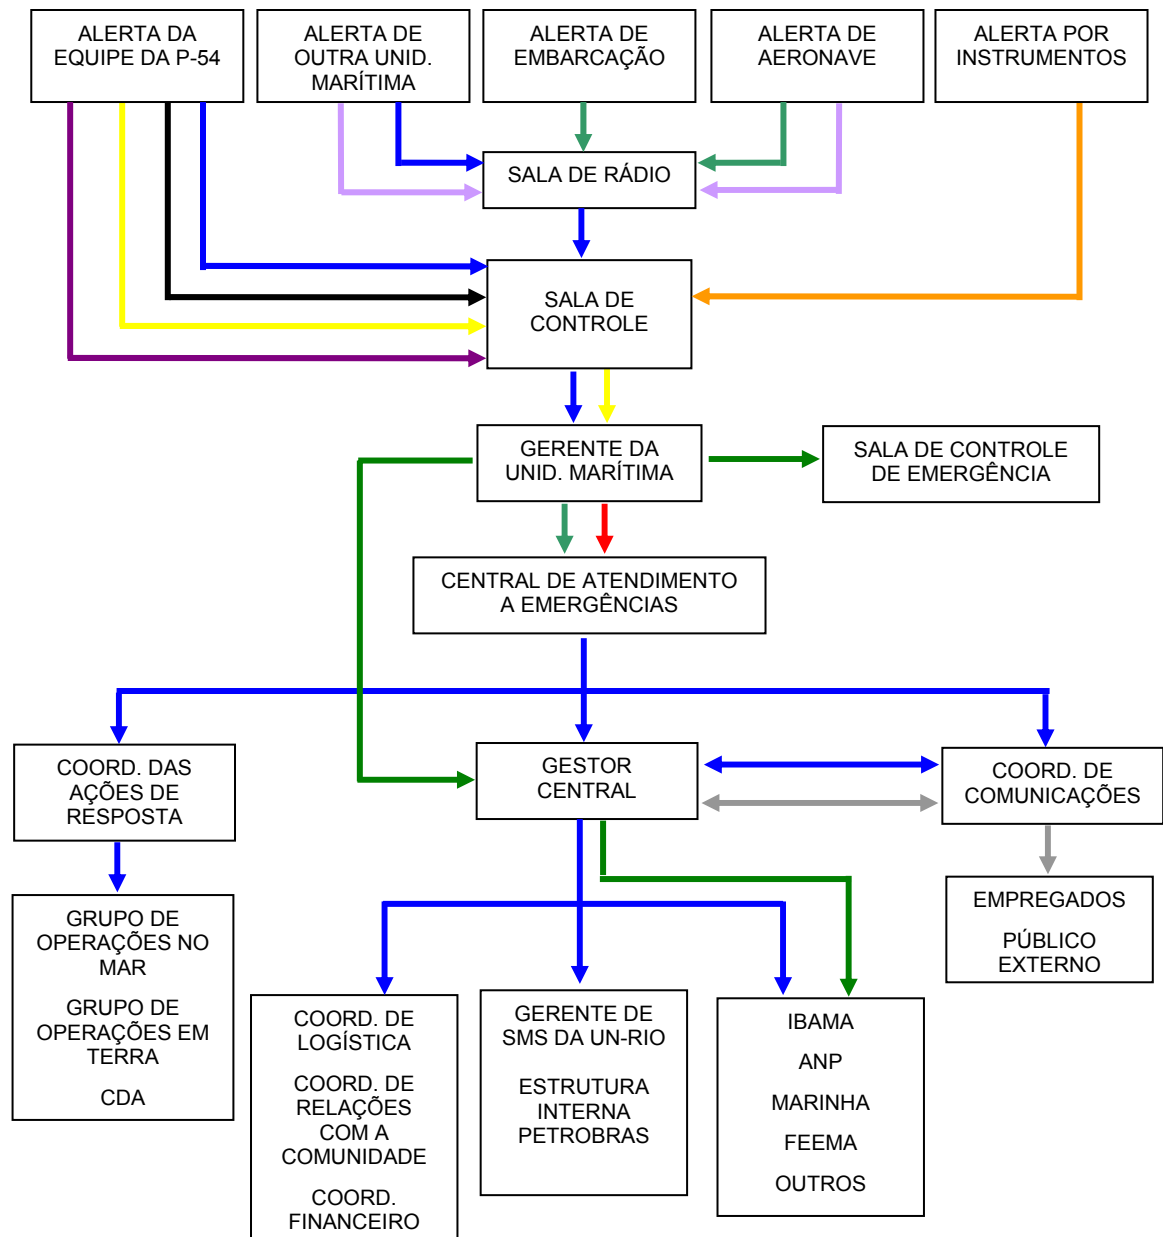 ALERTA DA
EQUIPE DA P-54
ALERTA DE
OUTRA UNID.
MARÍTIMA
ALERTA DE
EMBARCAÇÃO
ALERTA DE
AERONAVE
ALERTA POR
INSTRUMENTOS
SALA DE RÁDIO
SALA DE
CONTROLE
GERENTE DA
UNID. MARÍTIMA
SALA DE CONTROLE
DE EMERGÊNCIA
CENTRAL DE ATENDIMENTO
A EMERGÊNCIAS
COORD. DAS
AÇÕES DE
RESPOSTA
GESTOR
CENTRAL
COORD. DE
COMUNICAÇÕES
GRUPO DE
OPERAÇÕES NO
MAR
GRUPO DE
OPERAÇÕES EM
TERRA
CDA
EMPREGADOS
PÚBLICO
EXTERNO
COORD. DE
LOGÍSTICA
COORD. DE
RELAÇÕES
COM A
COMUNIDADE
COORD.
FINANCEIRO
GERENTE DE
SMS DA UN-RIO
ESTRUTURA
INTERNA
PETROBRAS
IBAMA
ANP
MARINHA
FEEMA
OUTROS